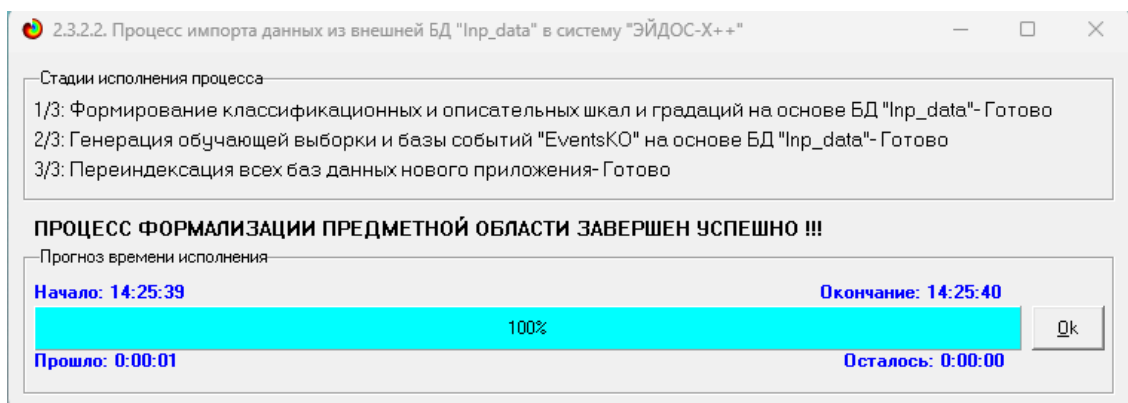 2.3.2.2. Процесс импорта данных из внешней БД "Inp_data" в систему "ЭЙДОС-X++"
Стадии исполнения процесса
1/3: Формирование классификационных и описательных шкал и градаций на основе БД "Inp_data"- Готово
2/3: Генерация обучающей выборки и базы событий "EventsKO" на основе БД "Inp_data"- Готово
3/3: Переиндексация всех баз данных нового приложения- Готово
ПРОЦЕСС ФОРМАЛИЗАЦИИ ПРЕДМЕТНОЙ ОБЛАСТИ ЗАВЕРШЕН УСПЕШНО !!!
Прогноз времени исполнения
Начало: 14:25:39 Окончание: 14:25:40
100% Ok
Прошло: 0:00:01 Осталось: 0:00:00